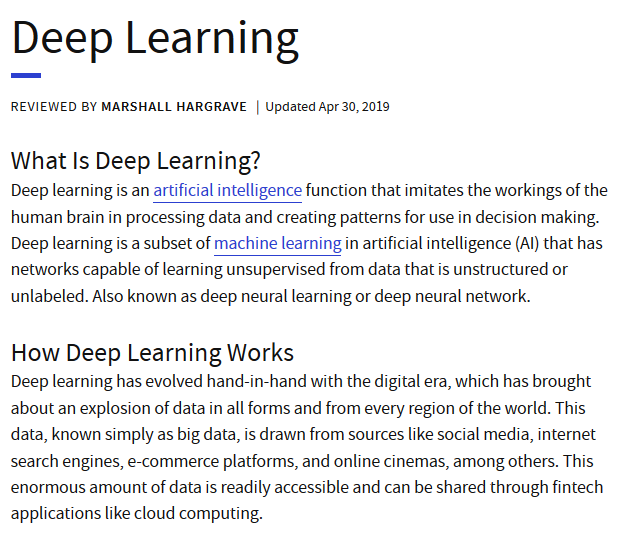 Deep Learning
REVIEWED BY MARSHALL HARGRAVE | Updated Apr 30, 2019
What Is Deep Learning?
Deep learning is an artificial intelligence function that imitates the workings of the
human brain in processing data and creating patterns for use in decision making.
Deep learning is a subset of machine learning in artificial intelligence (AI) that has
networks capable of learning unsupervised from data that is unstructured or
unlabeled. Also known as deep neural learning or deep neural network.
How Deep Learning Works
Deep learning has evolved hand-in-hand with the digital era, which has brought
about an explosion of data in all forms and from every region of the world. This
data, known simply as big data, is drawn from sources like social media, internet
search engines, e-commerce platforms, and online cinemas, among others. This
enormous amount of data is readily accessible and can be shared through fintech
applications like cloud computing.